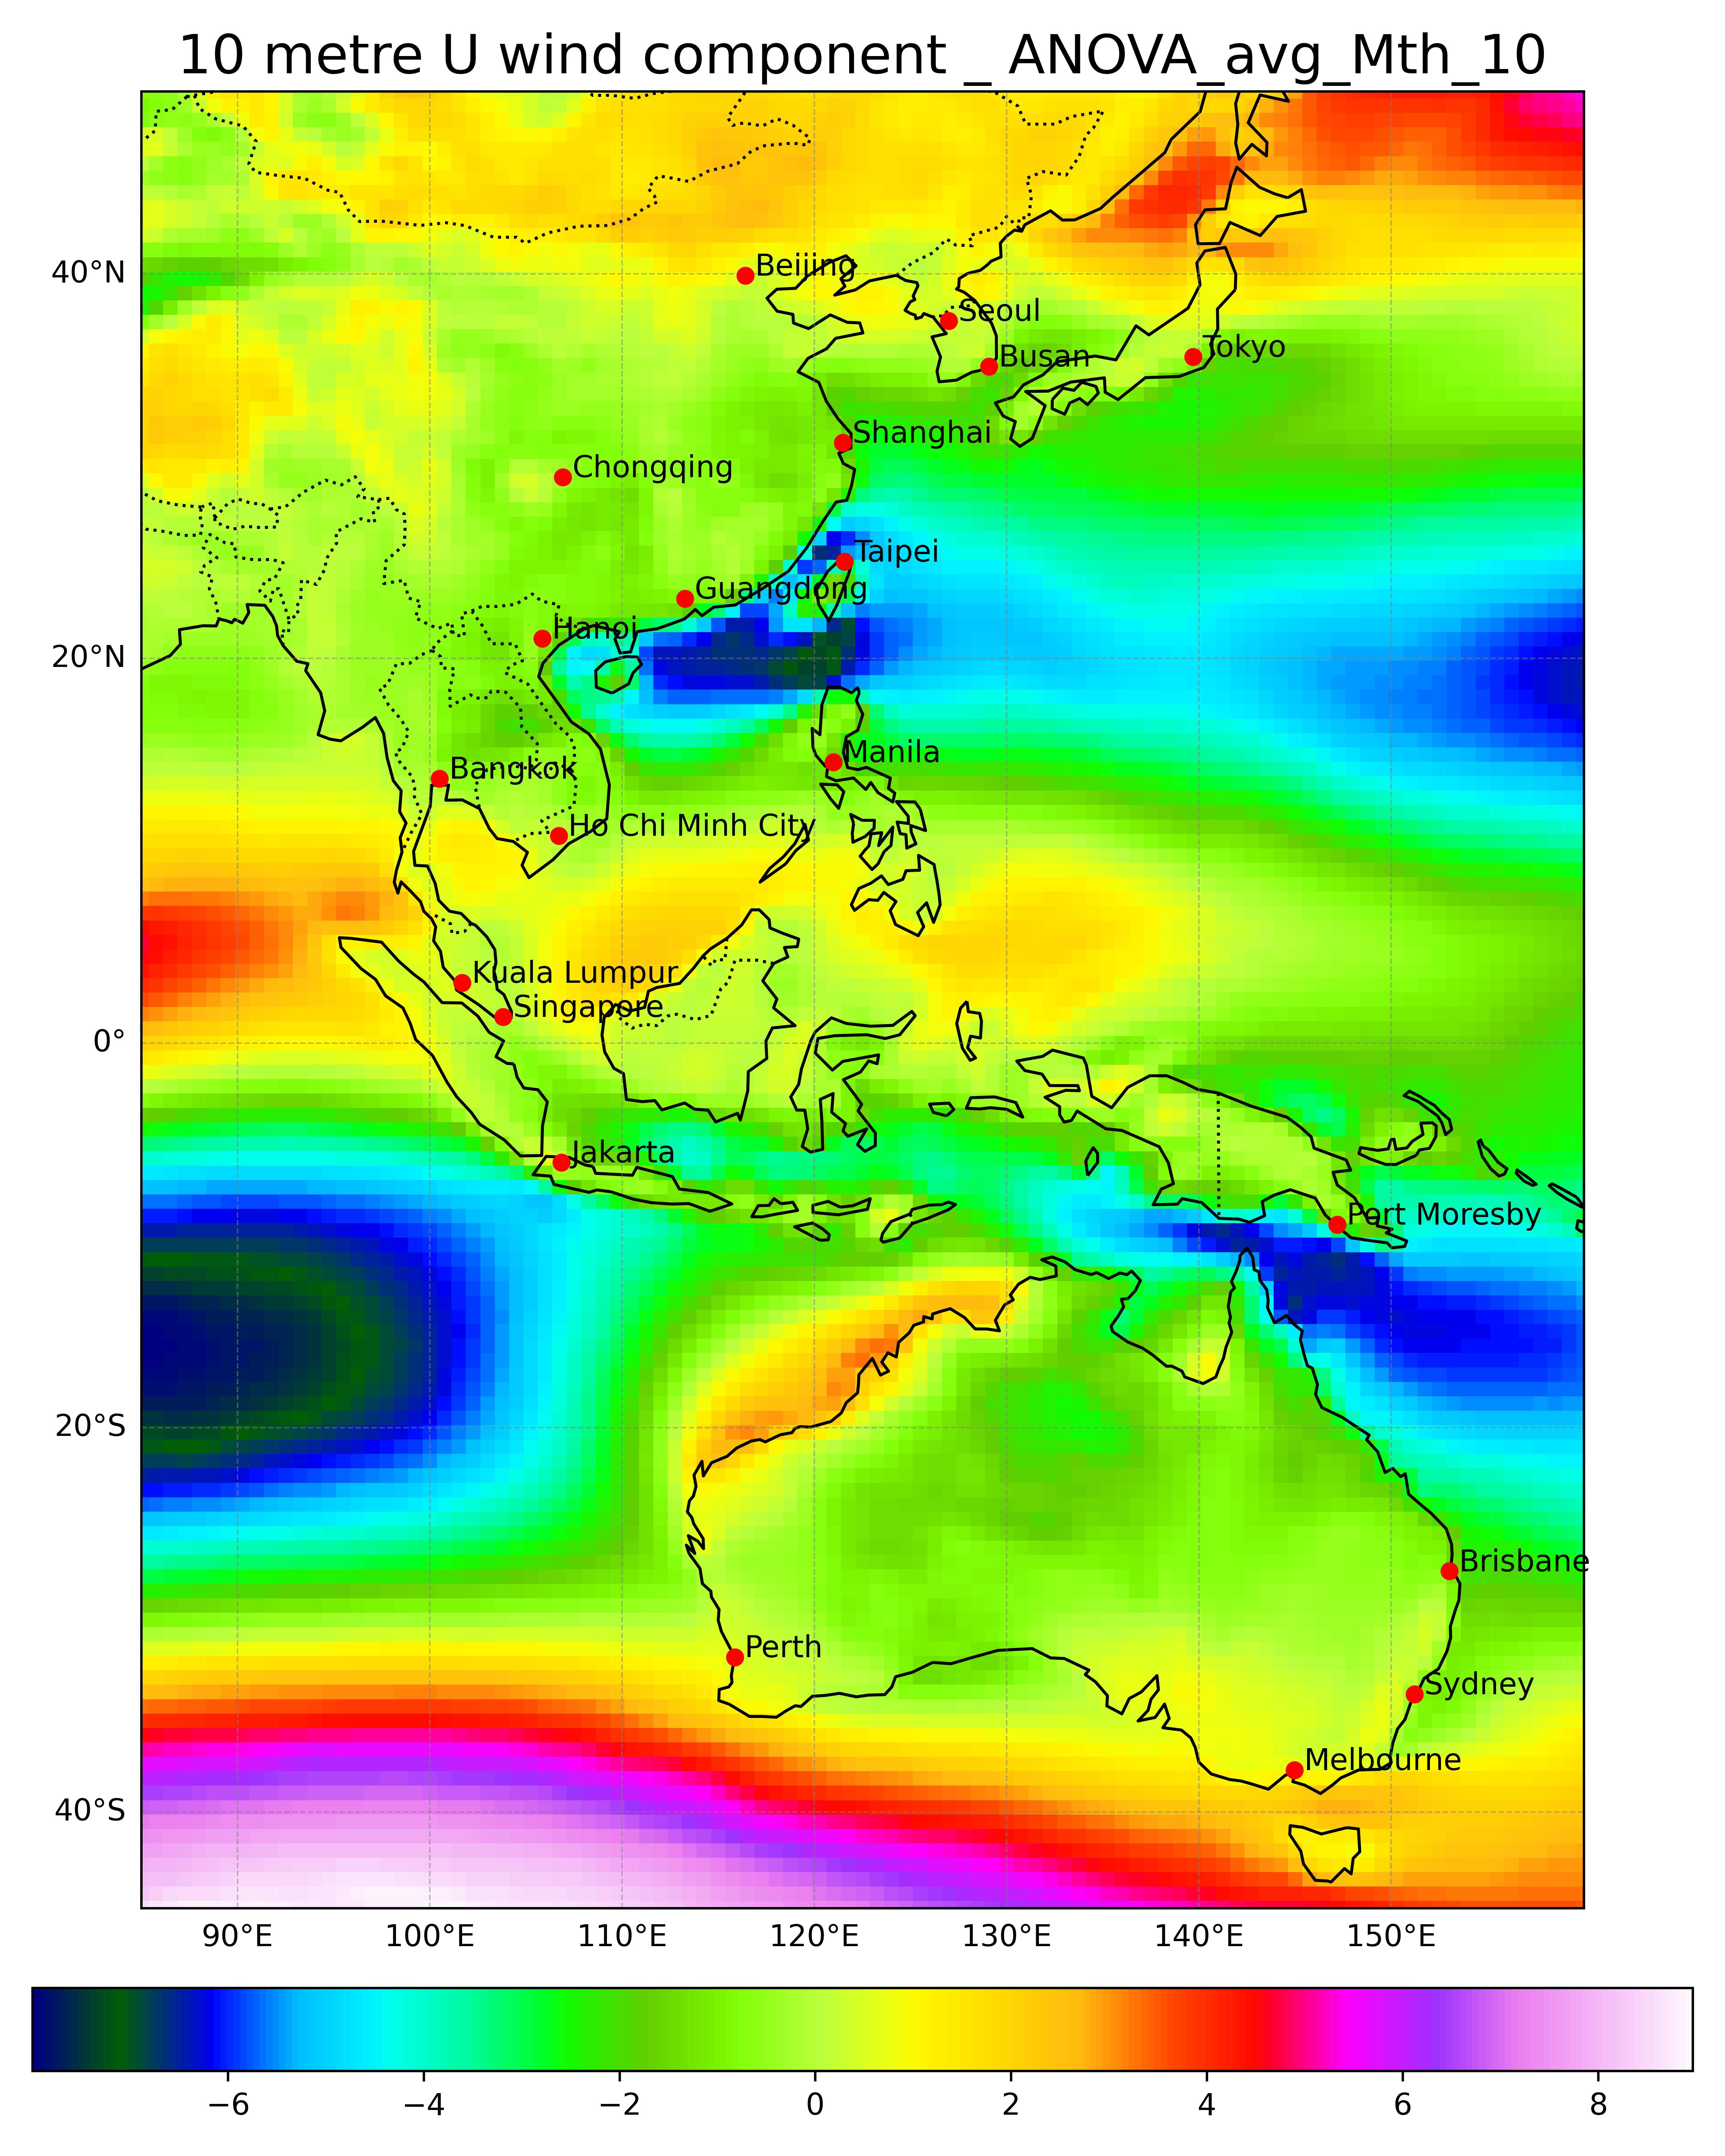 10 metre U wind component _ ANOVA_avg_Mth_10
40°N
Beijing
Seoul
Busan
Tokyo
Shanghai
Chongqing
Taipei
Guangdong
Hanoi
20°N
Manila
Bangkok
Ho Chi Minh City
Kuala Lumpur
Singapore
0°
Jakarta
Port Moresby
20°S
Brisbane
Perth
Sydney
Melbourne
40°S
90°E 100°E 110°E 120°E 130°E 140°E 150°E
−6 −4 −2 0 2 4 6 8